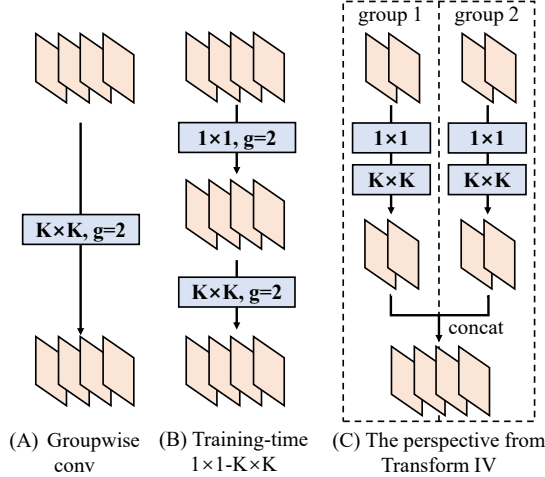 group 1
group 2
1×1, g=2
1×1
1×1
K×K
K×K
K×K, g=2
K×K, g=2
concat
(A) Groupwise
conv
(B) Training-time
1×1-K×K
(C) The perspective from
Transform IV